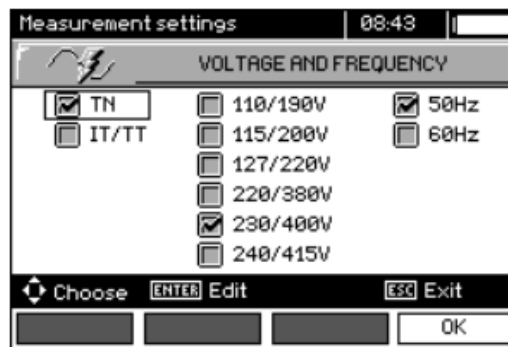 Measurement settings 08:43
VOLTAGE AND FREQUENCY
TN 110/190V 50Hz
IT/TT 115/200V 60Hz
127/220V
220/380V
230/400V
240/415V
Choose ENTER Edit ESC Exit
OK